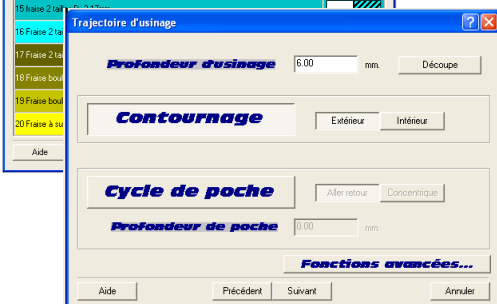 15 fraise 2 tail
Trajectoire d'usinage
16 Fraise 2 tai
17 Fraise 2 tai
18 Fraise boul
19 Fraise boul
20 Fraise à su
Aide
Profondeur d'usinage 6.00 mm. Découpe
Contournage Extérieur Intérieur
Cycle de poche Aller retour Concentrique
Profondeur de poche 0.00 mm.
Fonctions avancées...
Aide Précédent Suivant Annuler